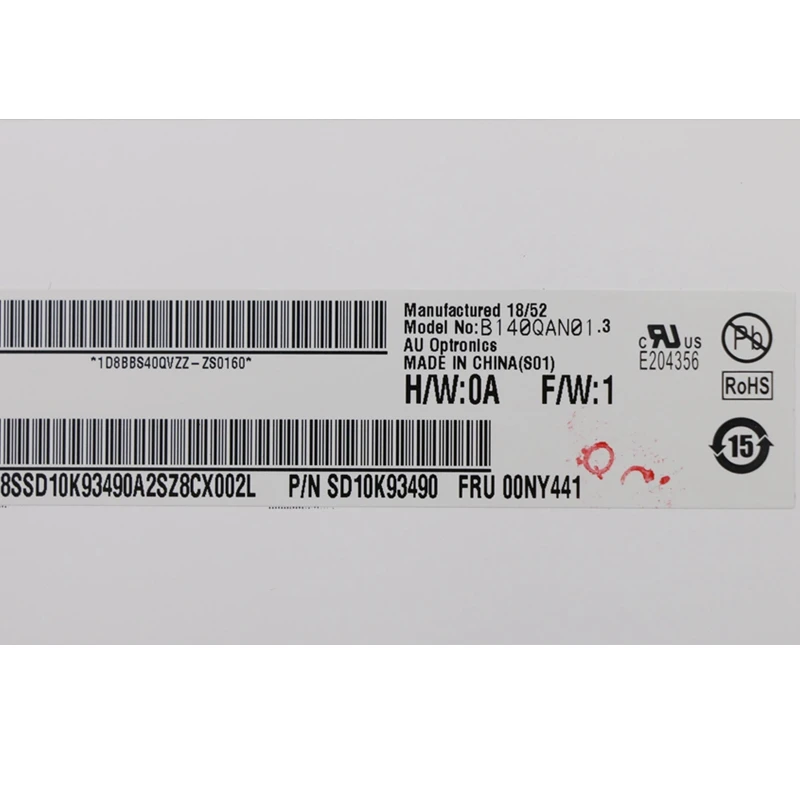 Manufactured 18/52
Model No:B140QAN01.3
AU Optronics
MADE IN CHINA(S01)
H/W:0A F/W:1
*1D8BBS40QVZZ-ZS0160*
c RU US
E204356
Pb
RoHS
15
8SSD10K93490A2SZ8CX002L P/N SD10K93490 FRU 00NY441